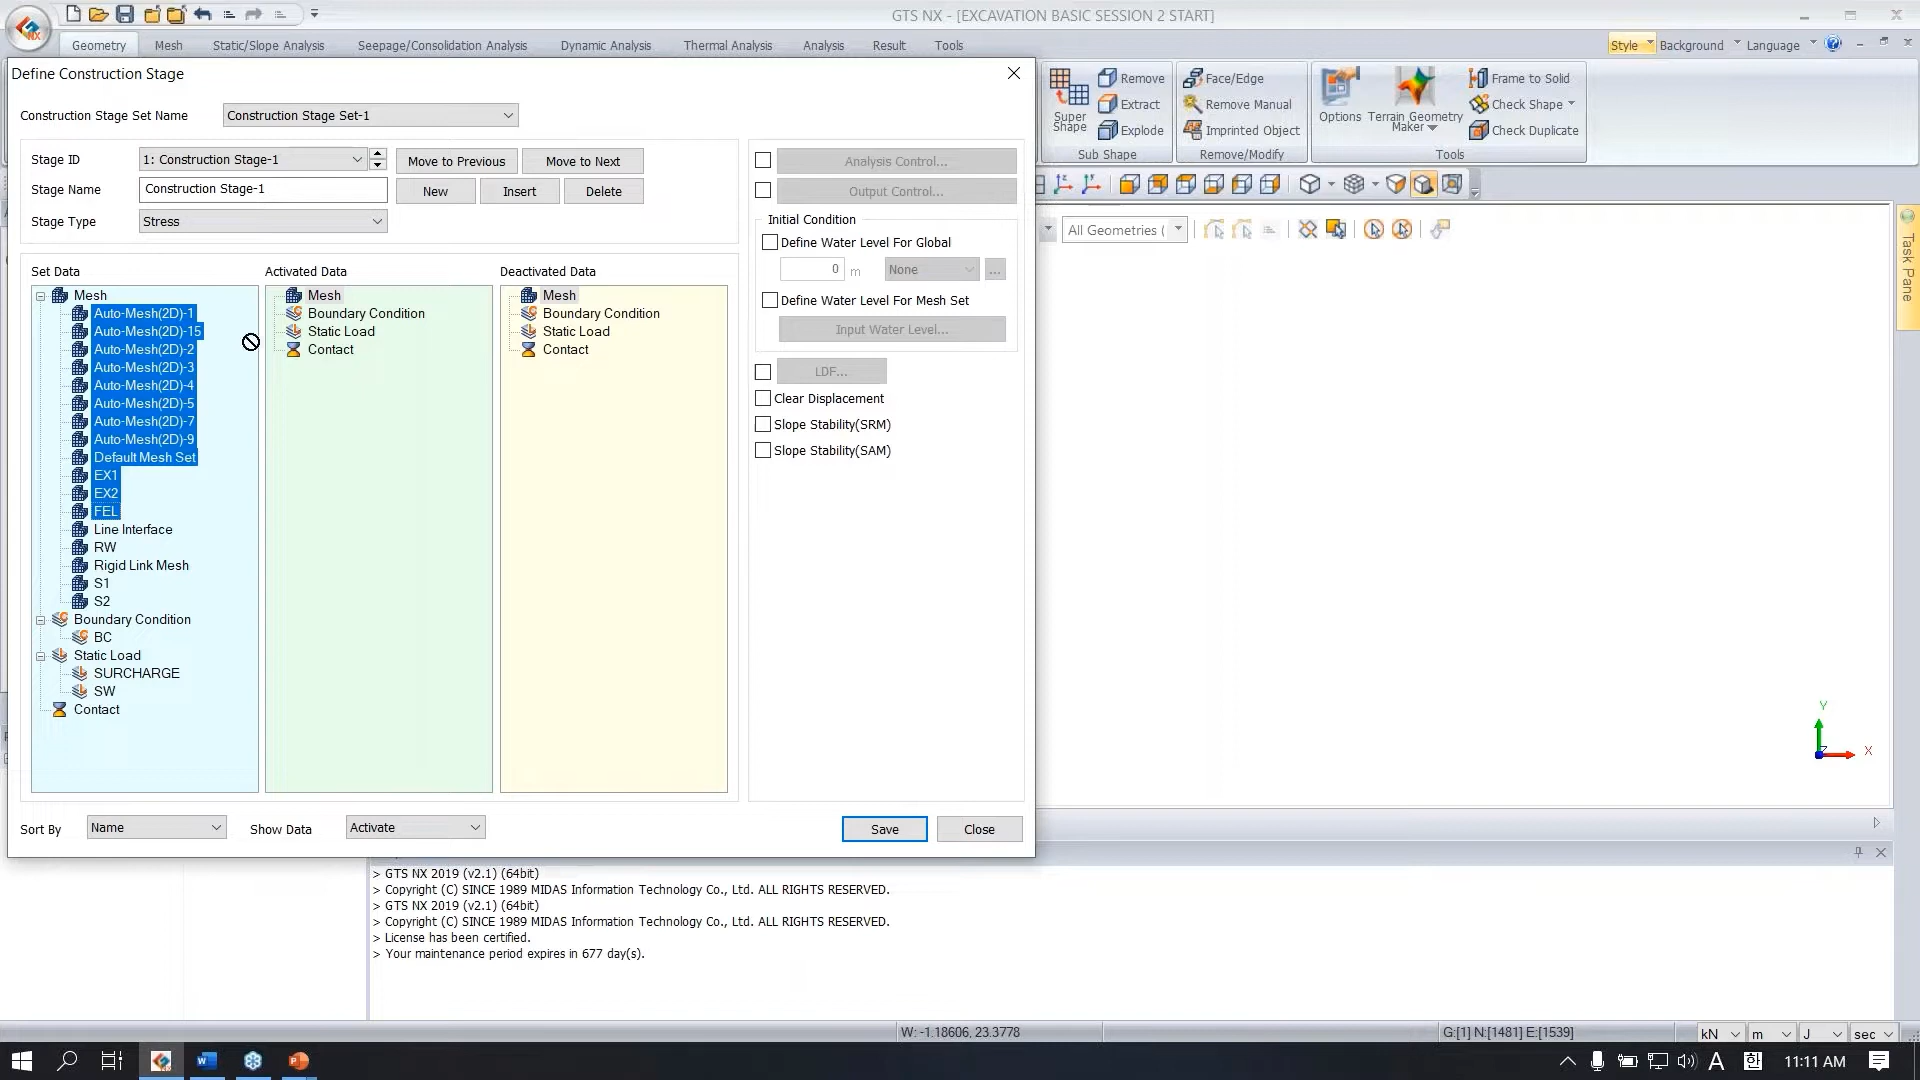 GTS NX - [EXCAVATION BASIC SESSION 2 START]
Geometry Mesh Static/Slope Analysis Seepage/Consolidation Analysis Dynamic Analysis Thermal Analysis Analysis Result Tools
Style Background Language
Define Construction Stage
Construction Stage Set Name Construction Stage Set-1
Stage ID 1: Construction Stage-1 Move to Previous Move to Next
Stage Name Construction Stage-1 New Insert Delete
Stage Type Stress
Set Data Activated Data Deactivated Data
Mesh
Auto-Mesh(2D)-1
Auto-Mesh(2D)-15
Auto-Mesh(2D)-2
Auto-Mesh(2D)-3
Auto-Mesh(2D)-4
Auto-Mesh(2D)-5
Auto-Mesh(2D)-7
Auto-Mesh(2D)-9
Default Mesh Set
EX1
EX2
FEL
Line Interface
RW
Rigid Link Mesh
S1
S2
Boundary Condition
BC
Static Load
SURCHARGE
SW
Contact
Mesh
Boundary Condition
Static Load
Contact
Mesh
Boundary Condition
Static Load
Contact
Analysis Control...
Output Control...
Initial Condition
Define Water Level For Global
0 m None ...
Define Water Level For Mesh Set
Input Water Level...
LDF...
Clear Displacement
Slope Stability(SRM)
Slope Stability(SAM)
Sort By Name Show Data Activate Save Close
Super Shape
Remove
Extract
Explode
Sub Shape
Face/Edge
Remove Manual
Imprinted Object
Remove/Modify
Options
Terrain Geometry Maker
Frame to Solid
Check Shape
Check Duplicate
Tools
All Geometries (
Task Pane
Y
Z
X
> GTS NX 2019 (v2.1) (64bit)
> Copyright (C) SINCE 1989 MIDAS Information Technology Co., Ltd. ALL RIGHTS RESERVED.
> GTS NX 2019 (v2.1) (64bit)
> Copyright (C) SINCE 1989 MIDAS Information Technology Co., Ltd. ALL RIGHTS RESERVED.
> License has been certified.
> Your maintenance period expires in 677 day(s).
W: -1.18606, 23.3778 G:[1] N:[1481] E:[1539] kN m J sec
A 한 11:11 AM